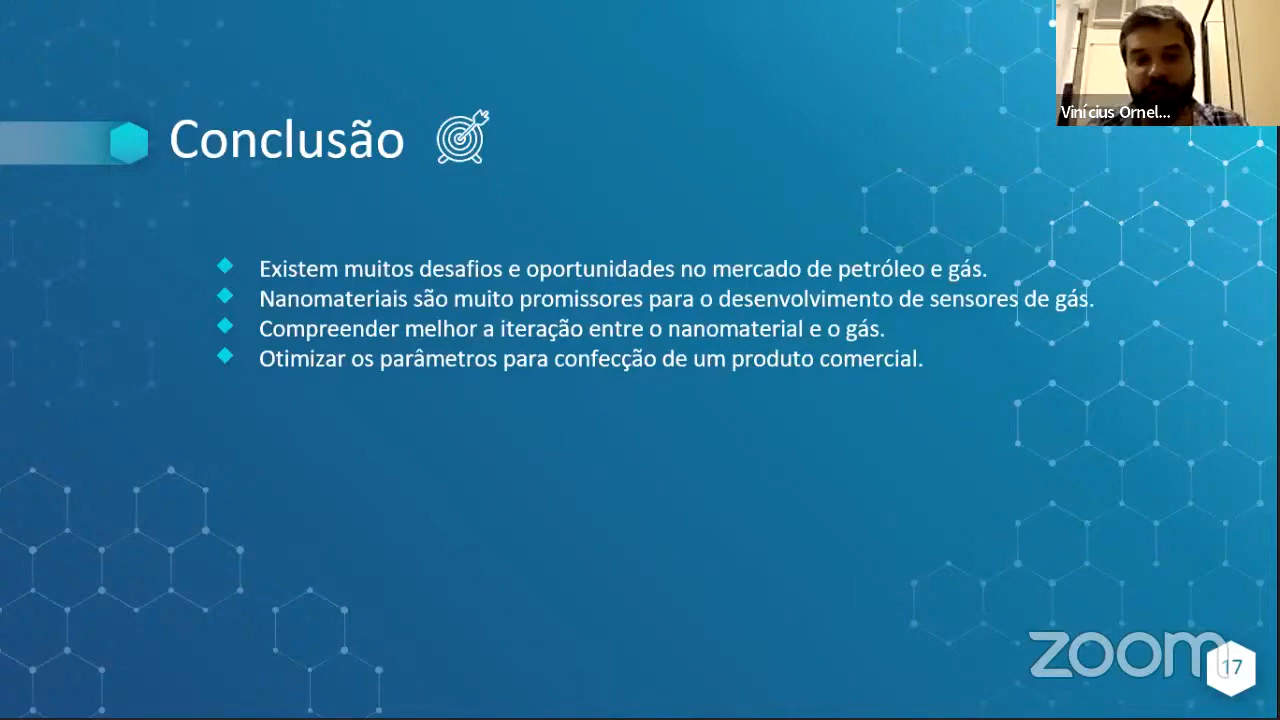 Vinícius Ornel...
Conclusão
Existem muitos desafios e oportunidades no mercado de petróleo e gás.
Nanomateriais são muito promissores para o desenvolvimento de sensores de gás.
Compreender melhor a iteração entre o nanomaterial e o gás.
Otimizar os parâmetros para confecção de um produto comercial.
zoom
17